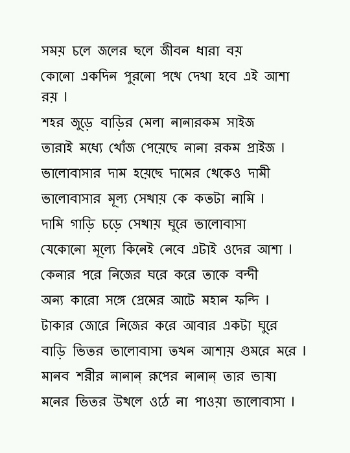 সময় চলে জলের ছলে জীবন ধারা বয়
কোনো একদিন পুরনো পথে দেখা হবে এই আশা
রয় ।
শহর জুড়ে বাড়ির মেলা নানারকম সাইজ
তারাই মধ্যে খোঁজ পেয়েছে নানা রকম প্রাইজ ।
ভালোবাসার দাম হয়েছে দামের থেকেও দামী
ভালোবাসার মূল্য সেথায় কে কতটা নামি ।
দামি গাড়ি চড়ে সেথায় ঘুরে ভালোবাসা
যেকোনো মূল্যে কিনেই নেবে এটাই ওদের আশা ।
কেনার পরে নিজের ঘরে করে তাকে বন্দী
অন্য কারো সঙ্গে প্রেমের আটে মহান ফন্দি ।
টাকার জোরে নিজের করে আবার একটা ঘুরে
বাড়ি ভিতর ভালোবাসা তখন আশায় গুমরে মরে ।
মানব শরীর নানান্ রূপের নানান্ তার ভাষা
মনের ভিতর উথলে ওঠে না পাওয়া ভালোবাসা ।